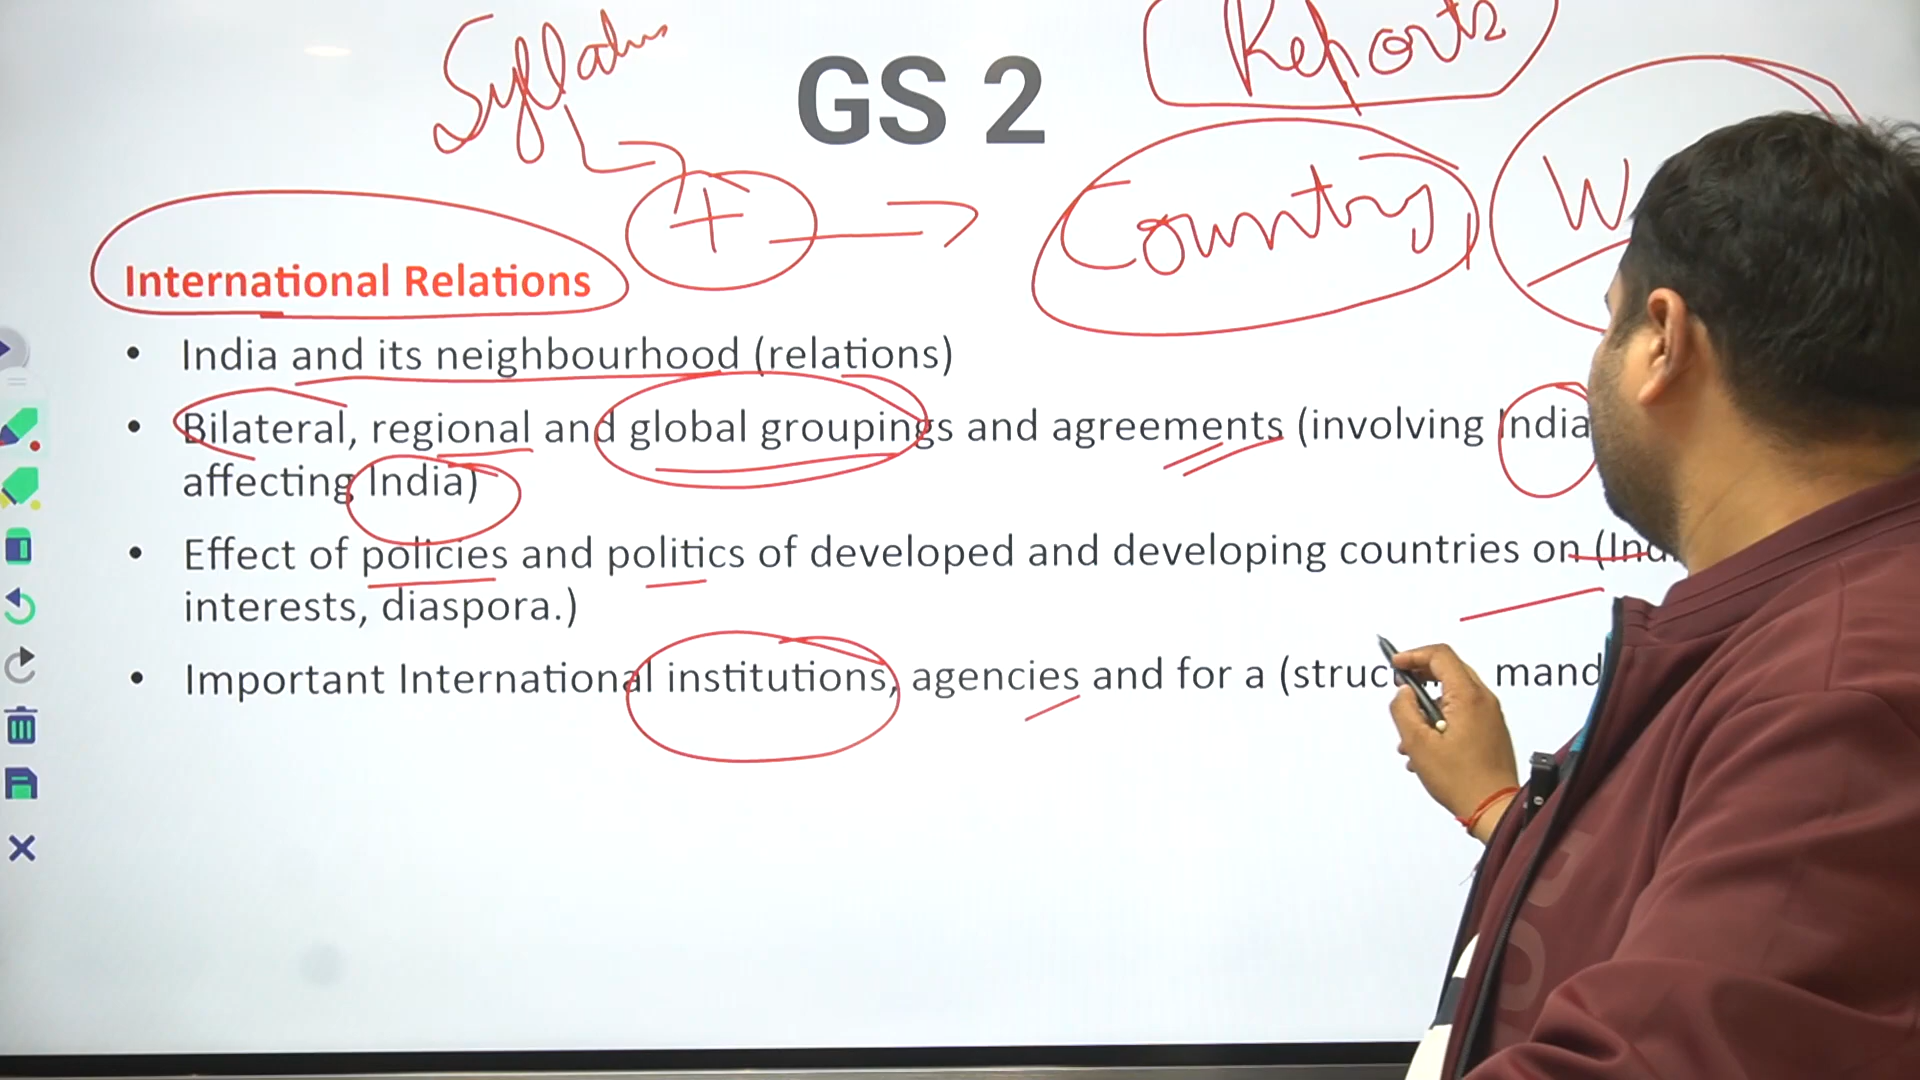 Syllabus
Reports
GS 2
+ → Country
W
International Relations
• India and its neighbourhood (relations)
• Bilateral, regional and global groupings and agreements (involving India
affecting India)
• Effect of policies and politics of developed and developing countries on (Ind
interests, diaspora.)
• Important International institutions, agencies and for a (struc mand